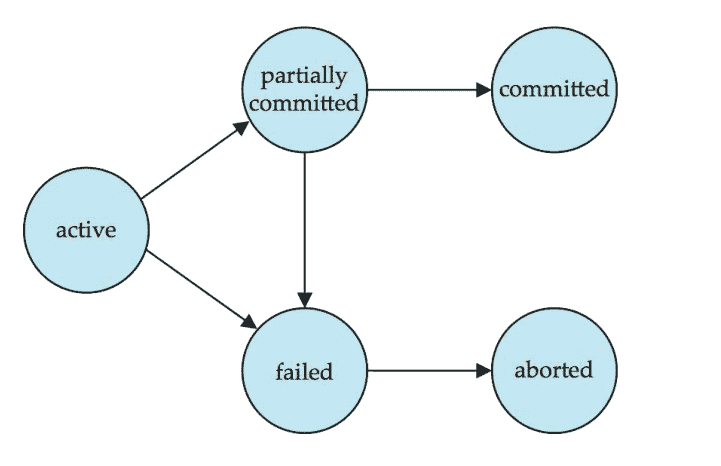 partially
committed
committed
active
failed
aborted